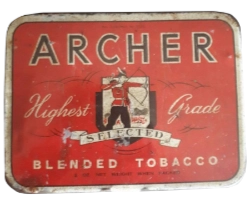 ARCHER
Highest Grade
SELECTED
BLENDED TOBACCO